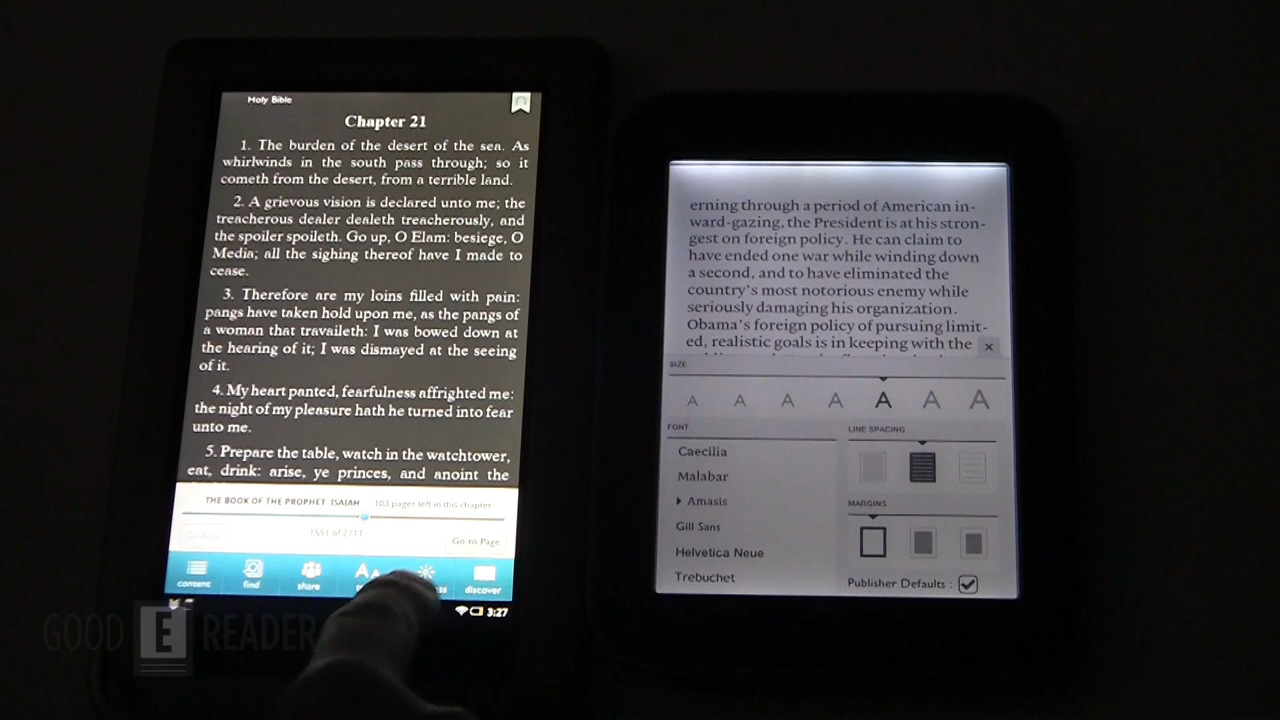 Holy Bible
Chapter 21
1. The burden of the desert of the sea. As
whirlwinds in the south pass through; so it
cometh from the desert, from a terrible land.
2. A grievous vision is declared unto me; the
treacherous dealer dealeth treacherously, and
the spoiler spoileth. Go up, O Elam: besiege, O
Media; all the sighing thereof have I made to
cease.
3. Therefore are my loins filled with pain:
pangs have taken hold upon me, as the pangs of
a woman that travaileth: I was bowed down at
the hearing of it; I was dismayed at the seeing
of it.
4. My heart panted, fearfulness affrighted me:
the night of my pleasure hath he turned into fear
unto me.
5. Prepare the table, watch in the watchtower,
eat, drink: arise, ye princes, and anoint the
THE BOOK OF THE PROPHET ISAIAH 103 pages left in this chapter
1551 of 2711
Go Back Go to Page
content find share discover
3:27
GOOD E READER
erning through a period of American in-
ward-gazing, the President is at his stron-
gest on foreign policy. He can claim to
have ended one war while winding down
a second, and to have eliminated the
country's most notorious enemy while
seriously damaging his organization.
Obama's foreign policy of pursuing limit-
ed, realistic goals is in keeping with the
SIZE
A A A A A A A
FONT
Caecilia
Malabar
Amasis
Gill Sans
Helvetica Neue
Trebuchet
LINE SPACING
MARGINS
Publisher Defaults :